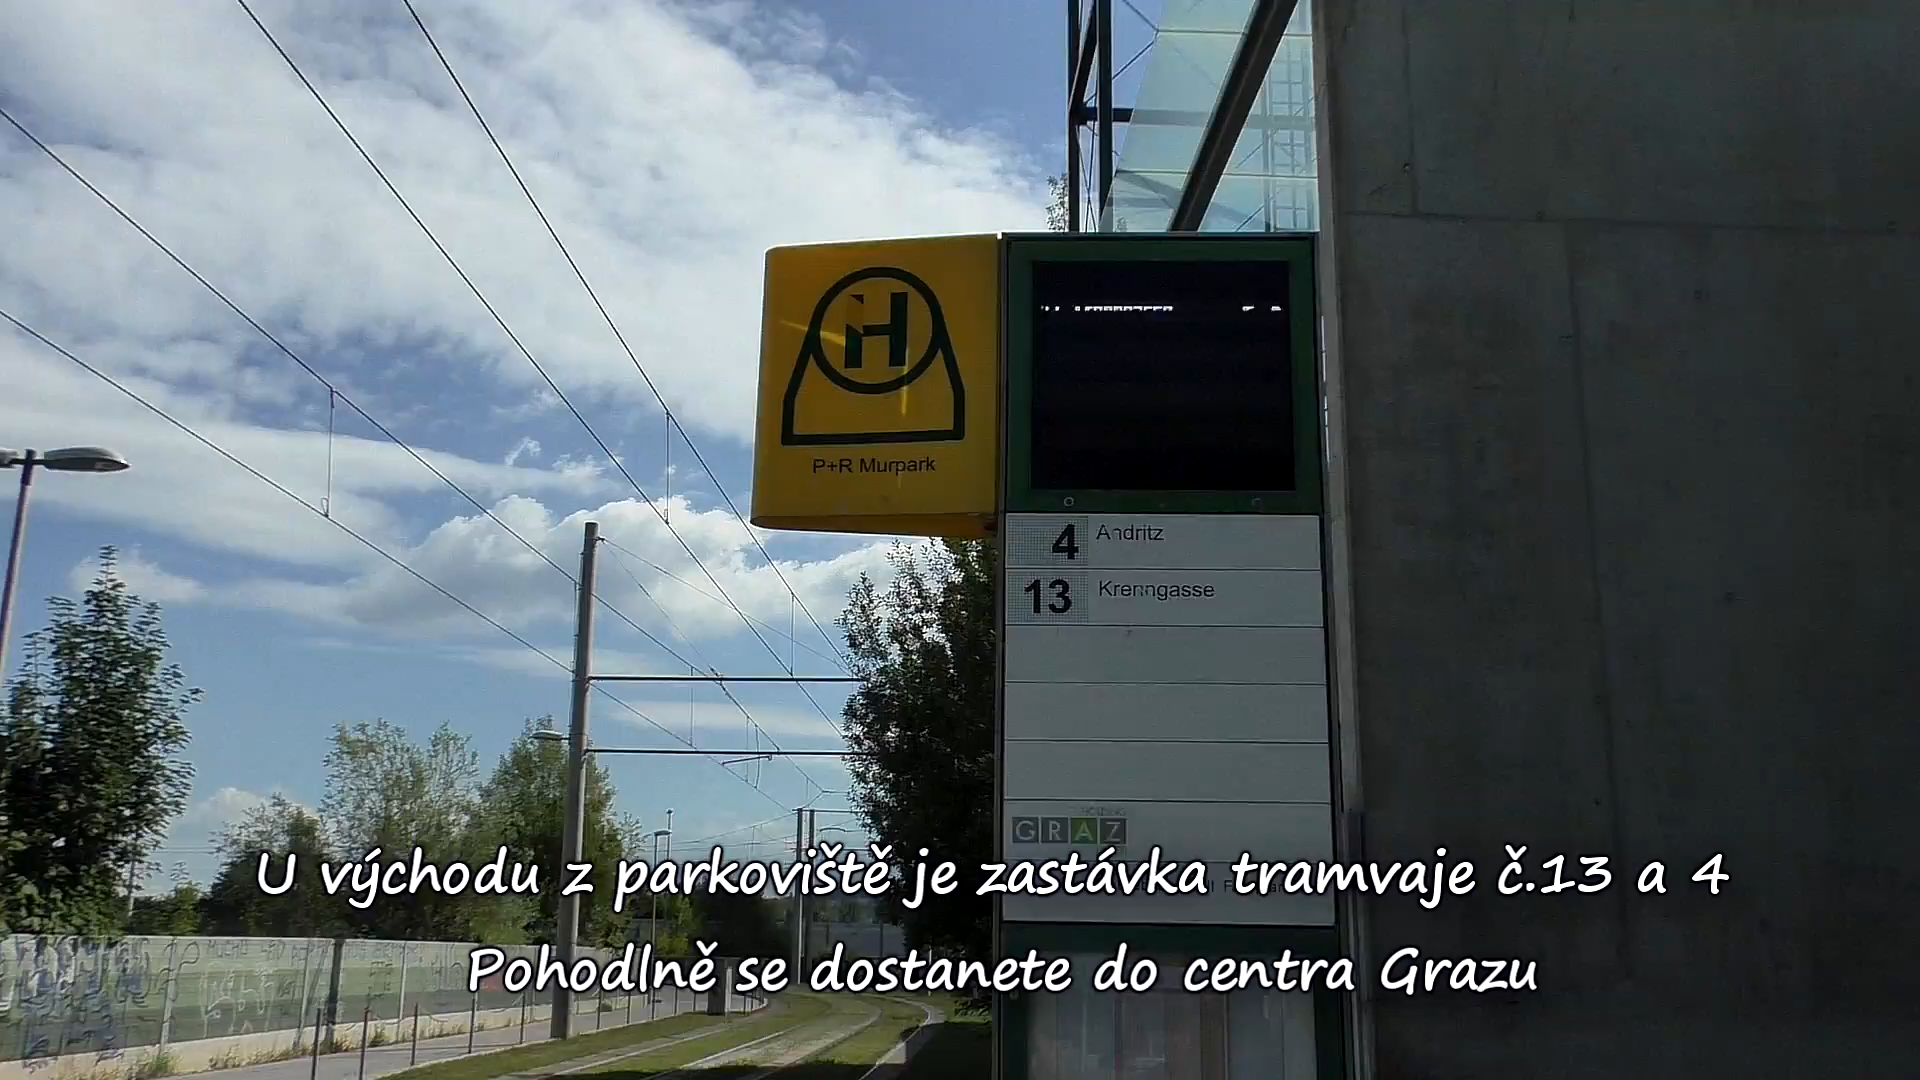 H
P+R Murpark
4 Andritz
13 Krenngasse
HOLDING
GRAZ
U východu z parkoviště je zastávka tramvaje č.13 a 4
Pohodlně se dostanete do centra Grazu